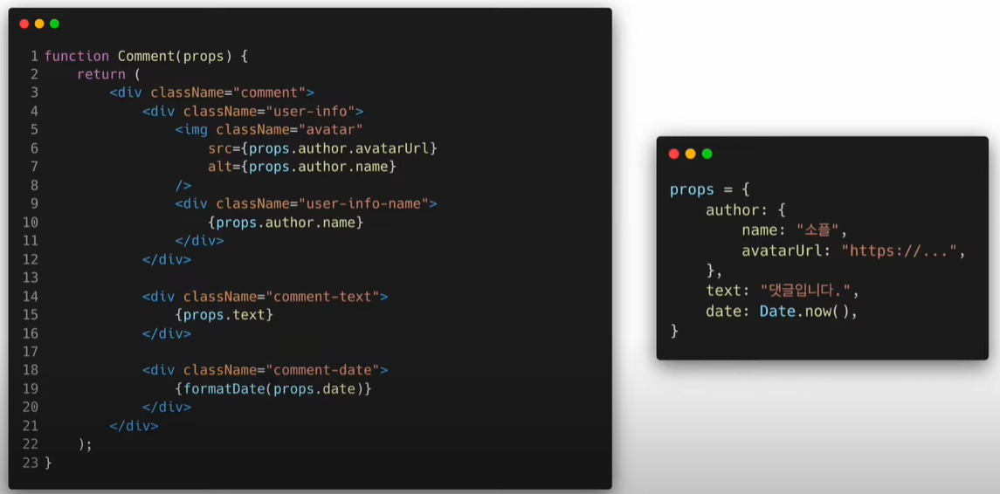 1 function Comment(props) {
2     return (
3         <div className="comment">
4             <div className="user-info">
5                 <img className="avatar"
6                     src={props.author.avatarUrl}
7                     alt={props.author.name}
8                 />
9                 <div className="user-info-name">
10                     {props.author.name}
11                 </div>
12             </div>
13
14             <div className="comment-text">
15                 {props.text}
16             </div>
17
18             <div className="comment-date">
19                 {formatDate(props.date)}
20             </div>
21         </div>
22     );
23 }
props = {
    author: {
        name: "소플",
        avatarUrl: "https://...",
    },
    text: "댓글입니다.",
    date: Date.now(),
}